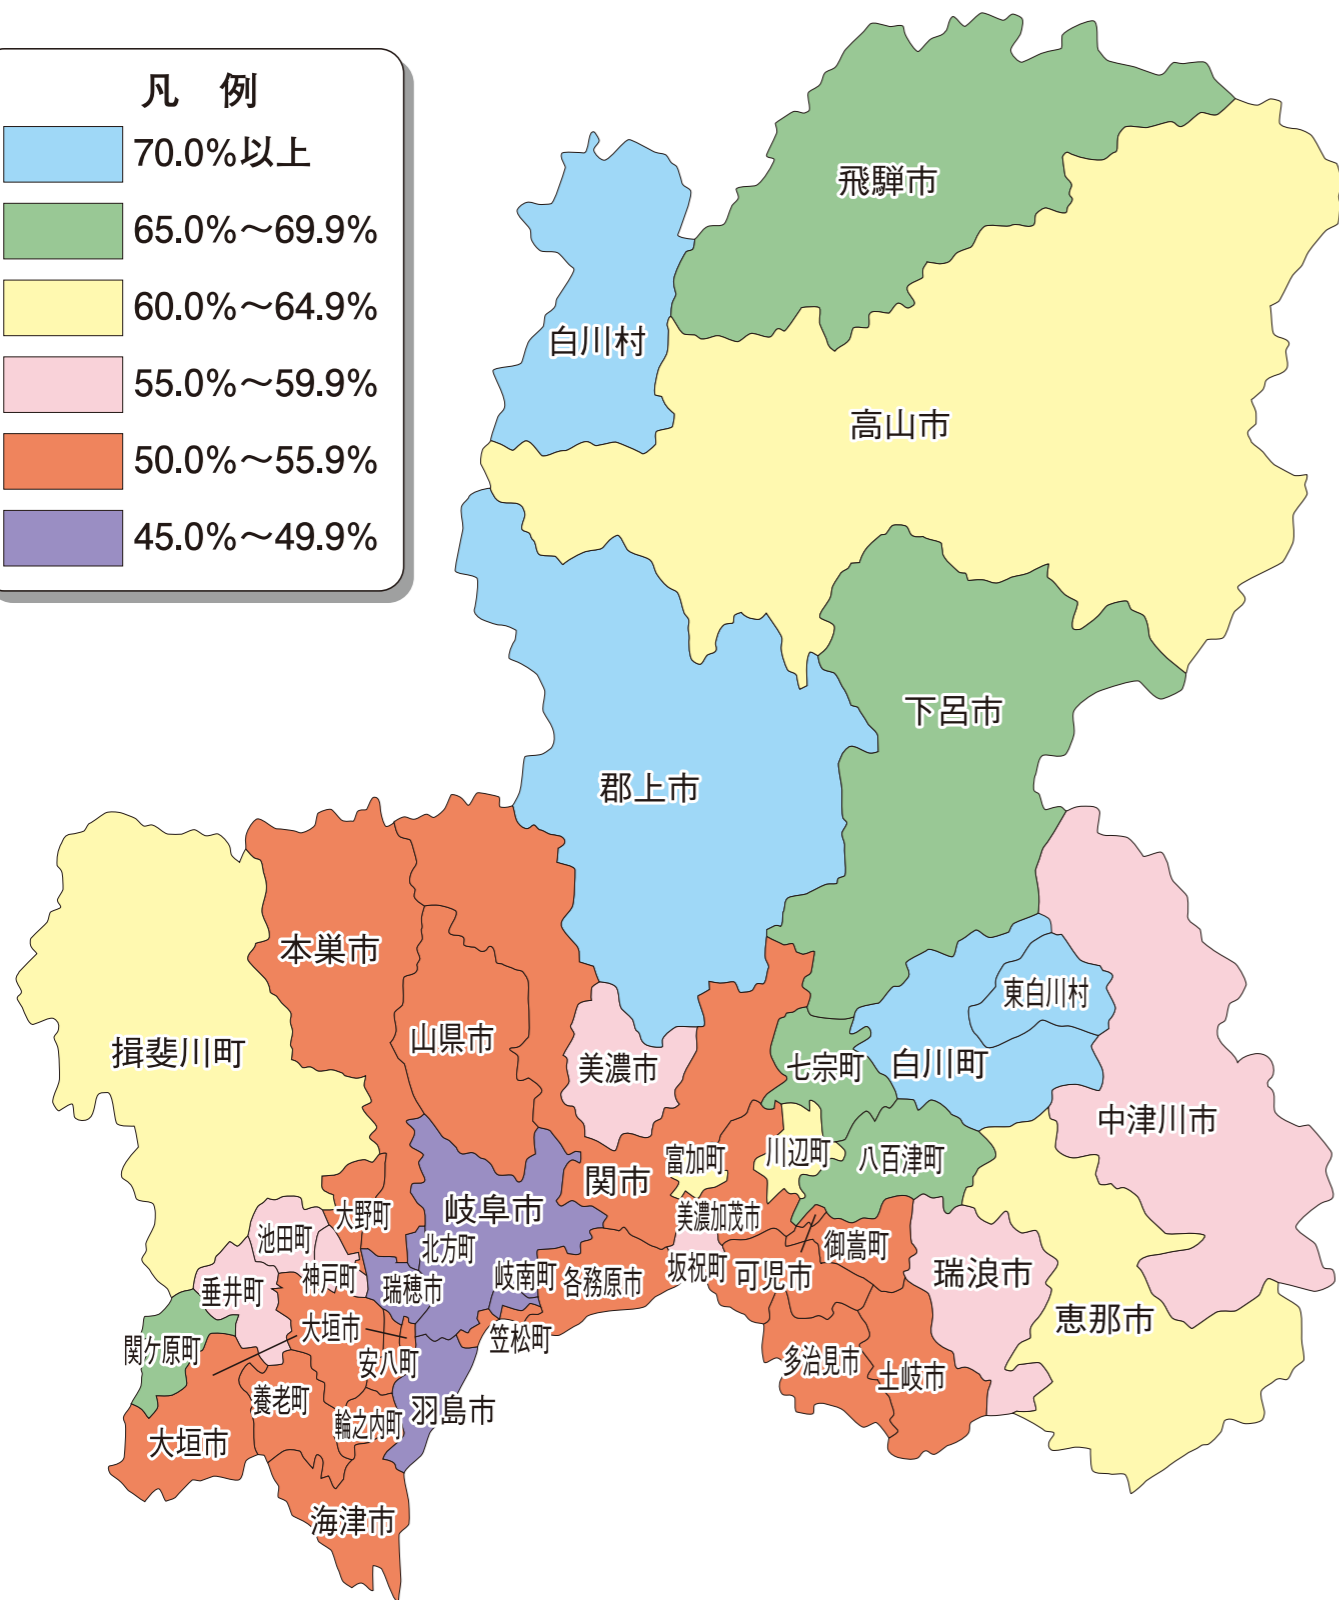 凡 例
70.0%以上
65.0%～69.9%
60.0%～64.9%
55.0%～59.9%
50.0%～55.9%
45.0%～49.9%
飛騨市
白川村
高山市
下呂市
郡上市
本巣市
東白川村
山県市
揖斐川町
美濃市
七宗町
白川町
中津川市
富加町
川辺町
八百津町
関市
大野町
岐阜市
美濃加茂市
池田町
北方町
御嵩町
神戸町
瑞穂市
岐南町
各務原市
坂祝町
可児市
瑞浪市
垂井町
大垣市
笠松町
恵那市
関ケ原町
安八町
多治見市
土岐市
養老町
輪之内町
羽島市
大垣市
海津市